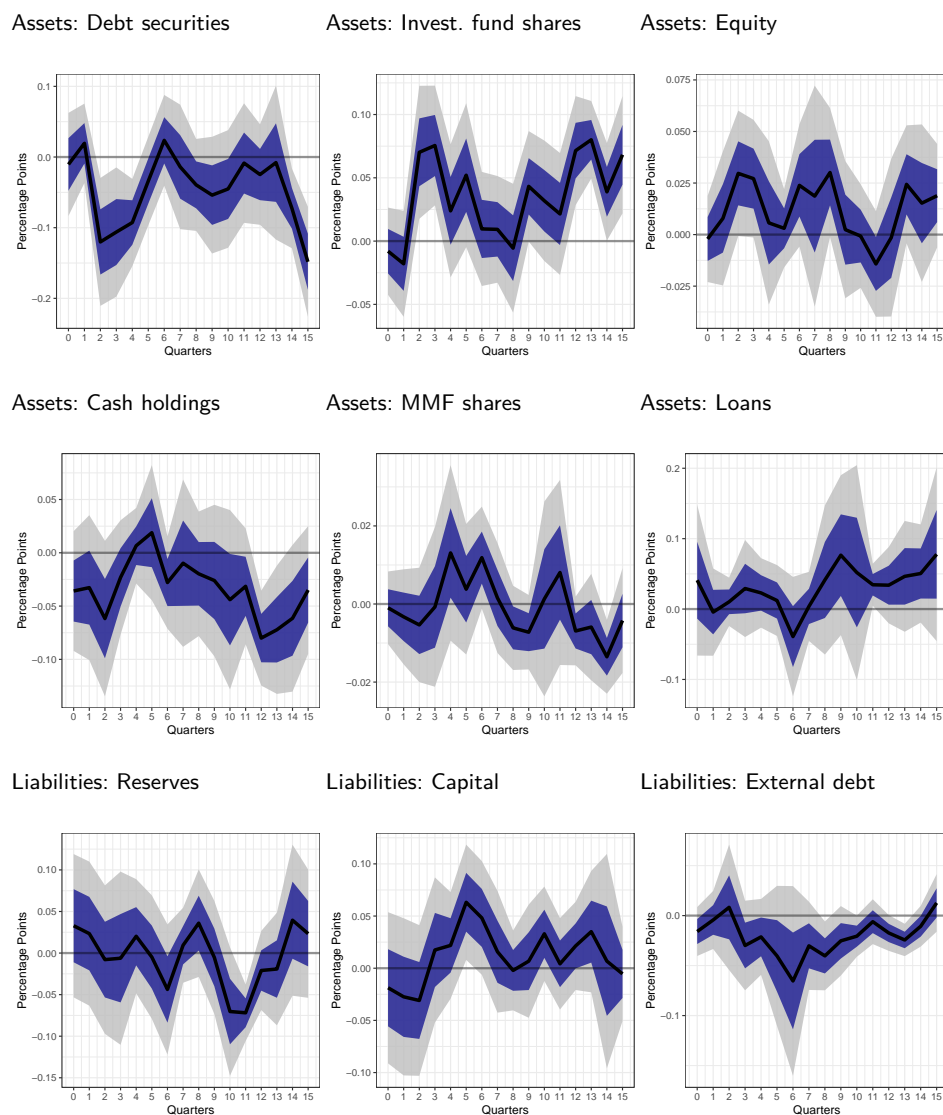 Assets: Debt securities
Assets: Invest. fund shares
Assets: Equity
Percentage Points
0.1
0.0
−0.1
−0.2
0 1 2 3 4 5 6 7 8 9 10 11 12 13 14 15
Quarters
Percentage Points
0.10
0.05
0.00
−0.05
0 1 2 3 4 5 6 7 8 9 10 11 12 13 14 15
Quarters
Percentage Points
0.075
0.050
0.025
0.000
−0.025
0 1 2 3 4 5 6 7 8 9 10 11 12 13 14 15
Quarters
Assets: Cash holdings
Assets: MMF shares
Assets: Loans
Percentage Points
0.05
0.00
−0.05
−0.10
0 1 2 3 4 5 6 7 8 9 10 11 12 13 14 15
Quarters
Percentage Points
0.02
0.00
−0.02
0 1 2 3 4 5 6 7 8 9 10 11 12 13 14 15
Quarters
Percentage Points
0.2
0.1
0.0
−0.1
0 1 2 3 4 5 6 7 8 9 10 11 12 13 14 15
Quarters
Liabilities: Reserves
Liabilities: Capital
Liabilities: External debt
Percentage Points
0.10
0.05
0.00
−0.05
−0.10
−0.15
0 1 2 3 4 5 6 7 8 9 10 11 12 13 14 15
Quarters
Percentage Points
0.10
0.05
0.00
−0.05
−0.10
0 1 2 3 4 5 6 7 8 9 10 11 12 13 14 15
Quarters
Percentage Points
0.0
−0.1
0 1 2 3 4 5 6 7 8 9 10 11 12 13 14 15
Quarters